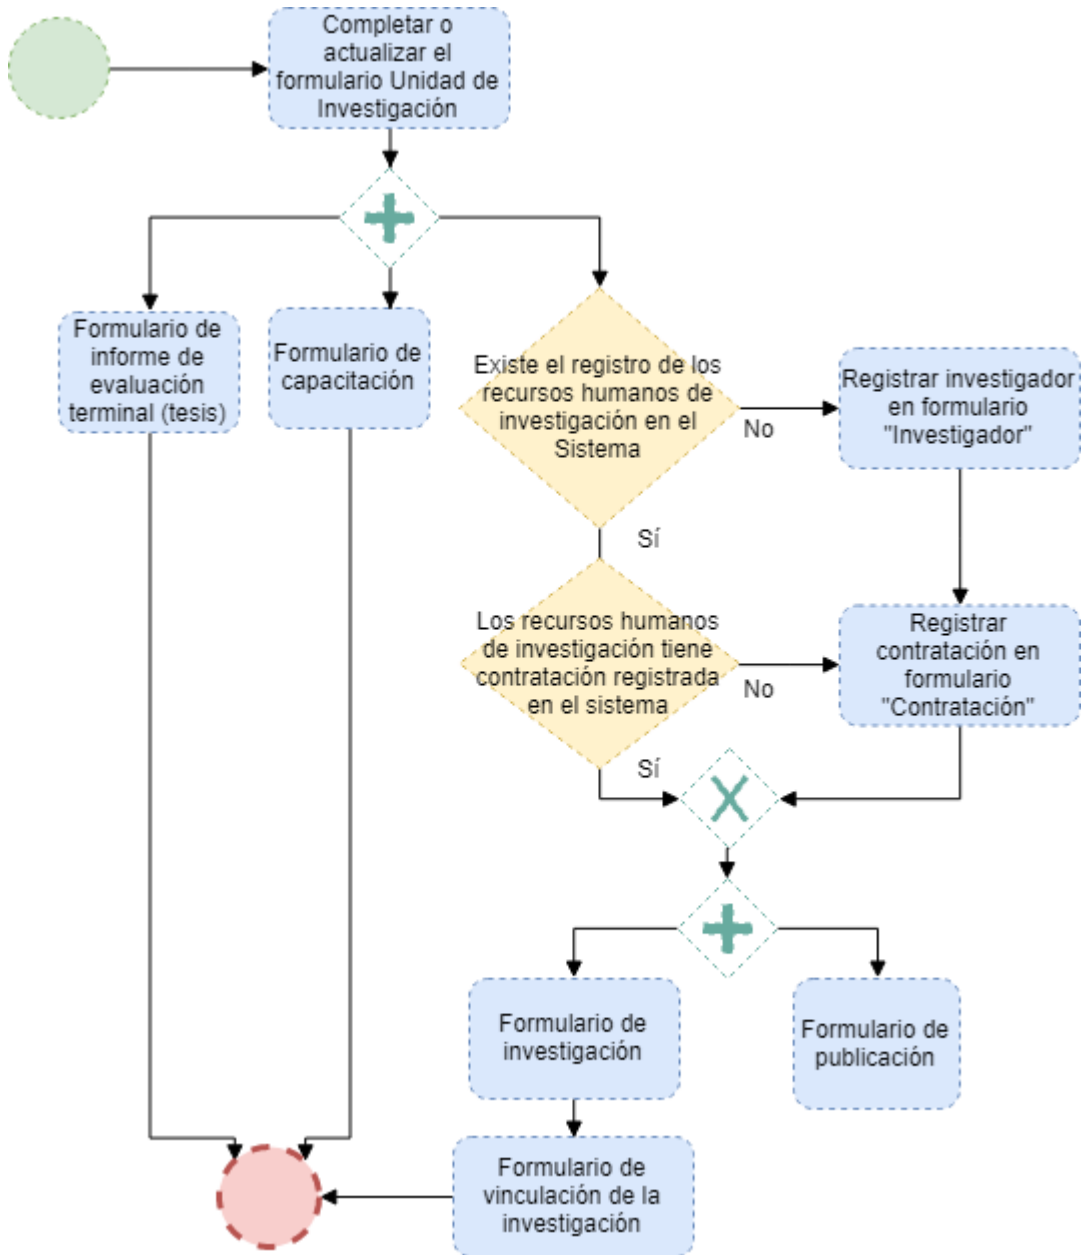 Completar o
actualizar el
formulario Unidad de
Investigación
Formulario de
informe de
evaluación
terminal (tesis)
Formulario de
capacitación
Existe el registro de los
recursos humanos de
investigación en el
Sistema
No
Registrar investigador
en formulario
"Investigador"
Sí
Los recursos humanos
de investigación tiene
contratación registrada
en el sistema
No
Registrar
contratación en
formulario
"Contratación"
Sí
Formulario de
investigación
Formulario de
publicación
Formulario de
vinculación de la
investigación